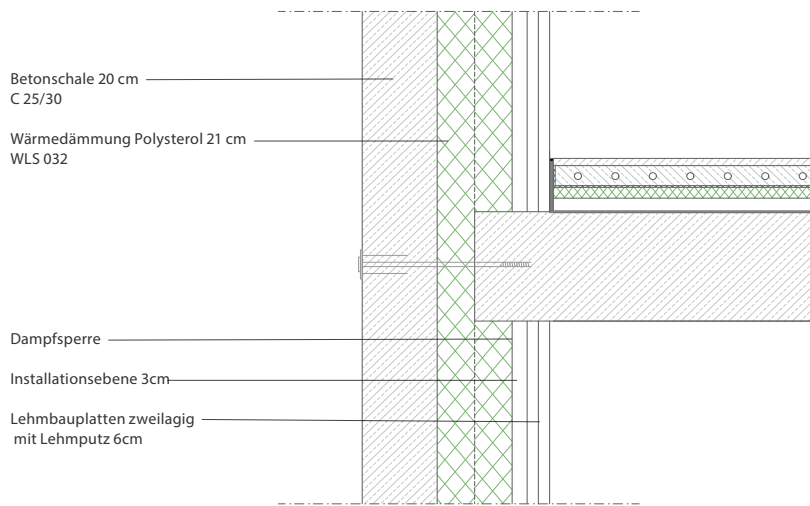 Betonschale 20 cm
C 25/30
Wärmedämmung Polysterol 21 cm
WLS 032
Dampfsperre
Installationsebene 3cm
Lehmbauplatten zweilagig
mit Lehmputz 6cm